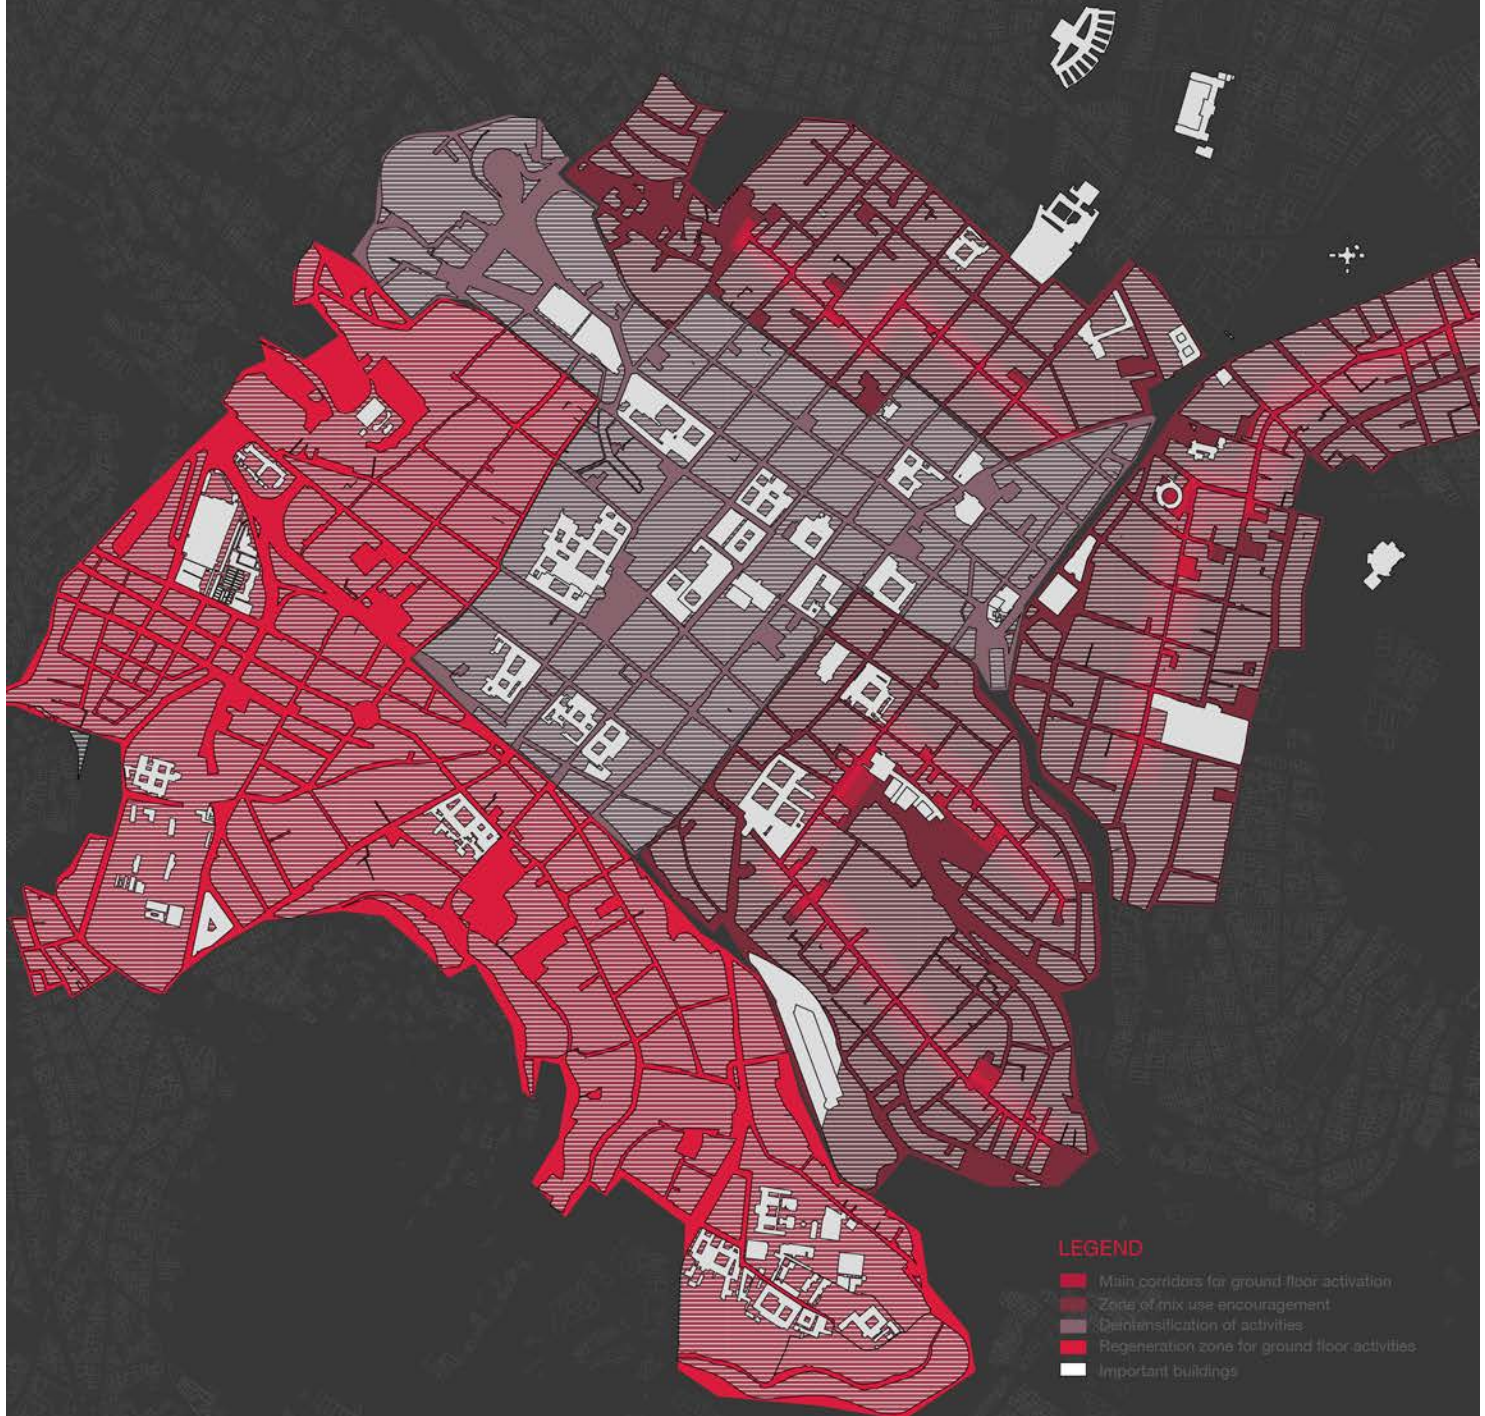 LEGEND
Main corridors for ground floor activation
Zone of mix use encouragement
Deintensification of activities
Regeneration zone for ground floor activities
Important buildings